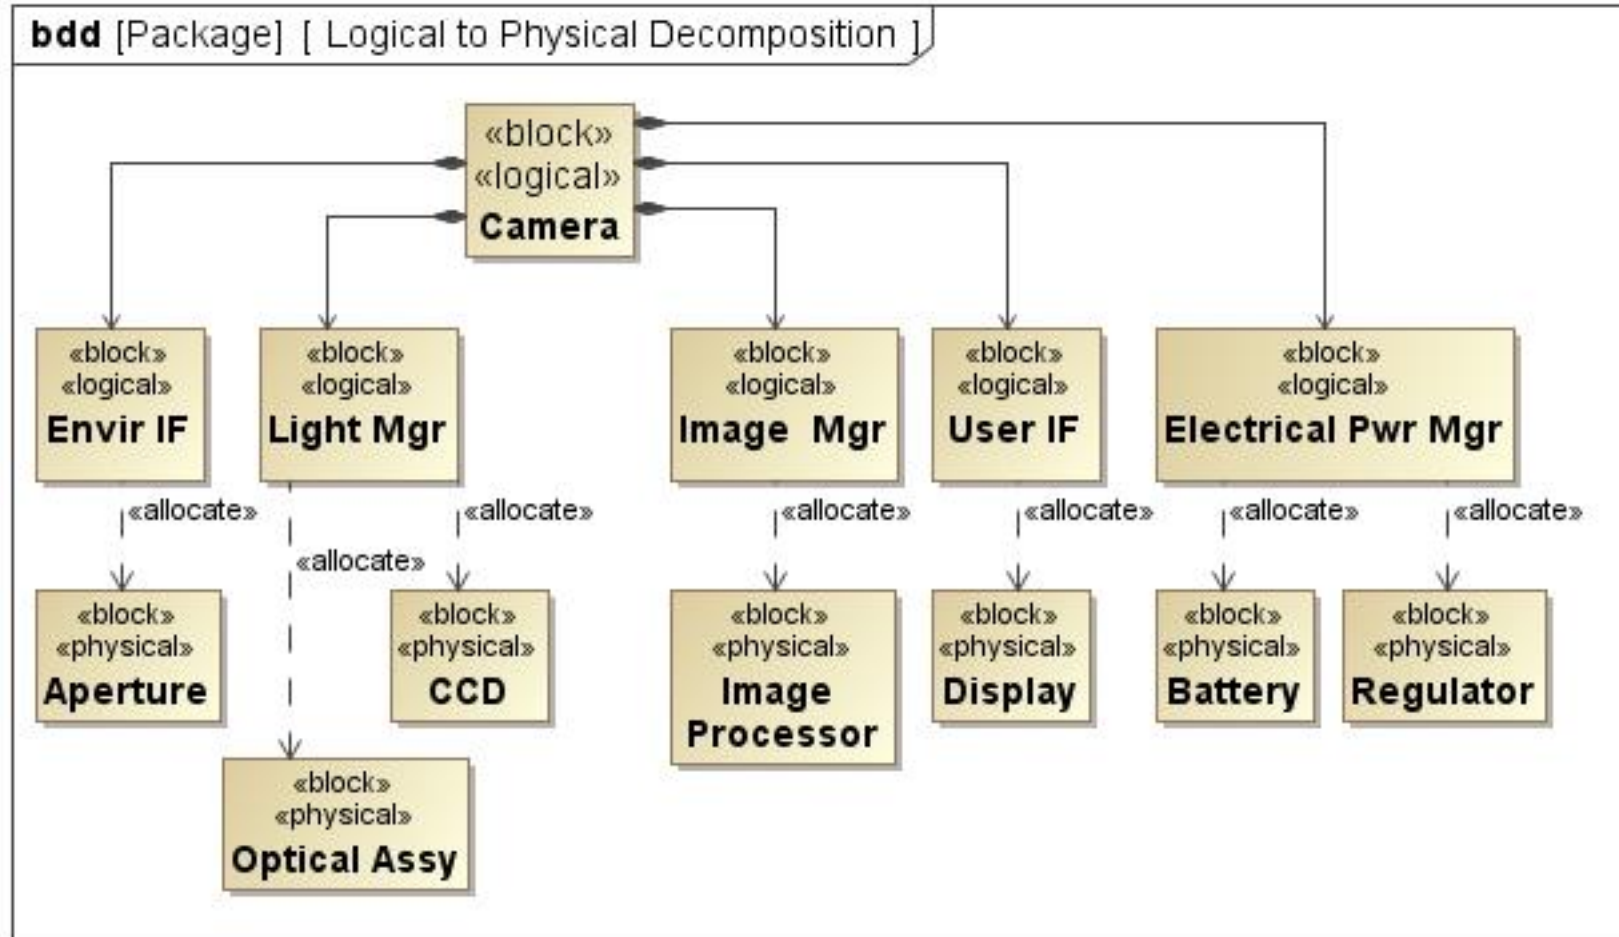 bdd [Package] [ Logical to Physical Decomposition ]
«block»
«logical»
Camera
«block»
«logical»
Envir IF
«block»
«logical»
Light Mgr
«block»
«logical»
Image  Mgr
«block»
«logical»
User IF
«block»
«logical»
Electrical Pwr Mgr
«allocate»
«allocate»
«allocate»
«allocate»
«allocate»
«allocate»
«allocate»
«block»
«physical»
Aperture
«block»
«physical»
CCD
«block»
«physical»
Image
Processor
«block»
«physical»
Display
«block»
«physical»
Battery
«block»
«physical»
Regulator
«block»
«physical»
Optical Assy